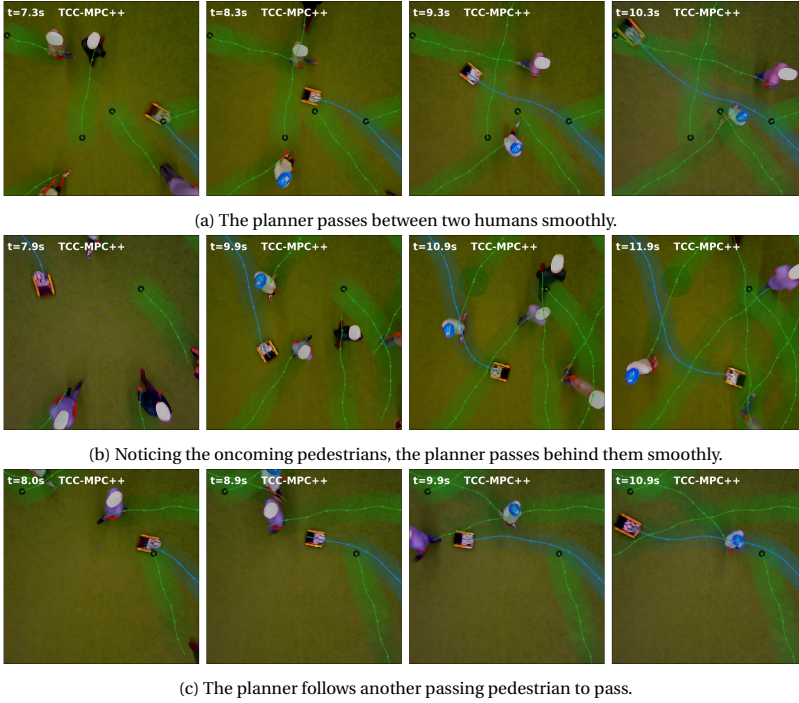 t=7.3s TCC-MPC++
t=8.3s TCC-MPC++
t=9.3s TCC-MPC++
t=10.3s TCC-MPC++
(a) The planner passes between two humans smoothly.
t=7.9s TCC-MPC++
t=9.9s TCC-MPC++
t=10.9s TCC-MPC++
t=11.9s TCC-MPC++
(b) Noticing the oncoming pedestrians, the planner passes behind them smoothly.
t=8.0s TCC-MPC++
t=8.9s TCC-MPC++
t=9.9s TCC-MPC++
t=10.9s TCC-MPC++
(c) The planner follows another passing pedestrian to pass.